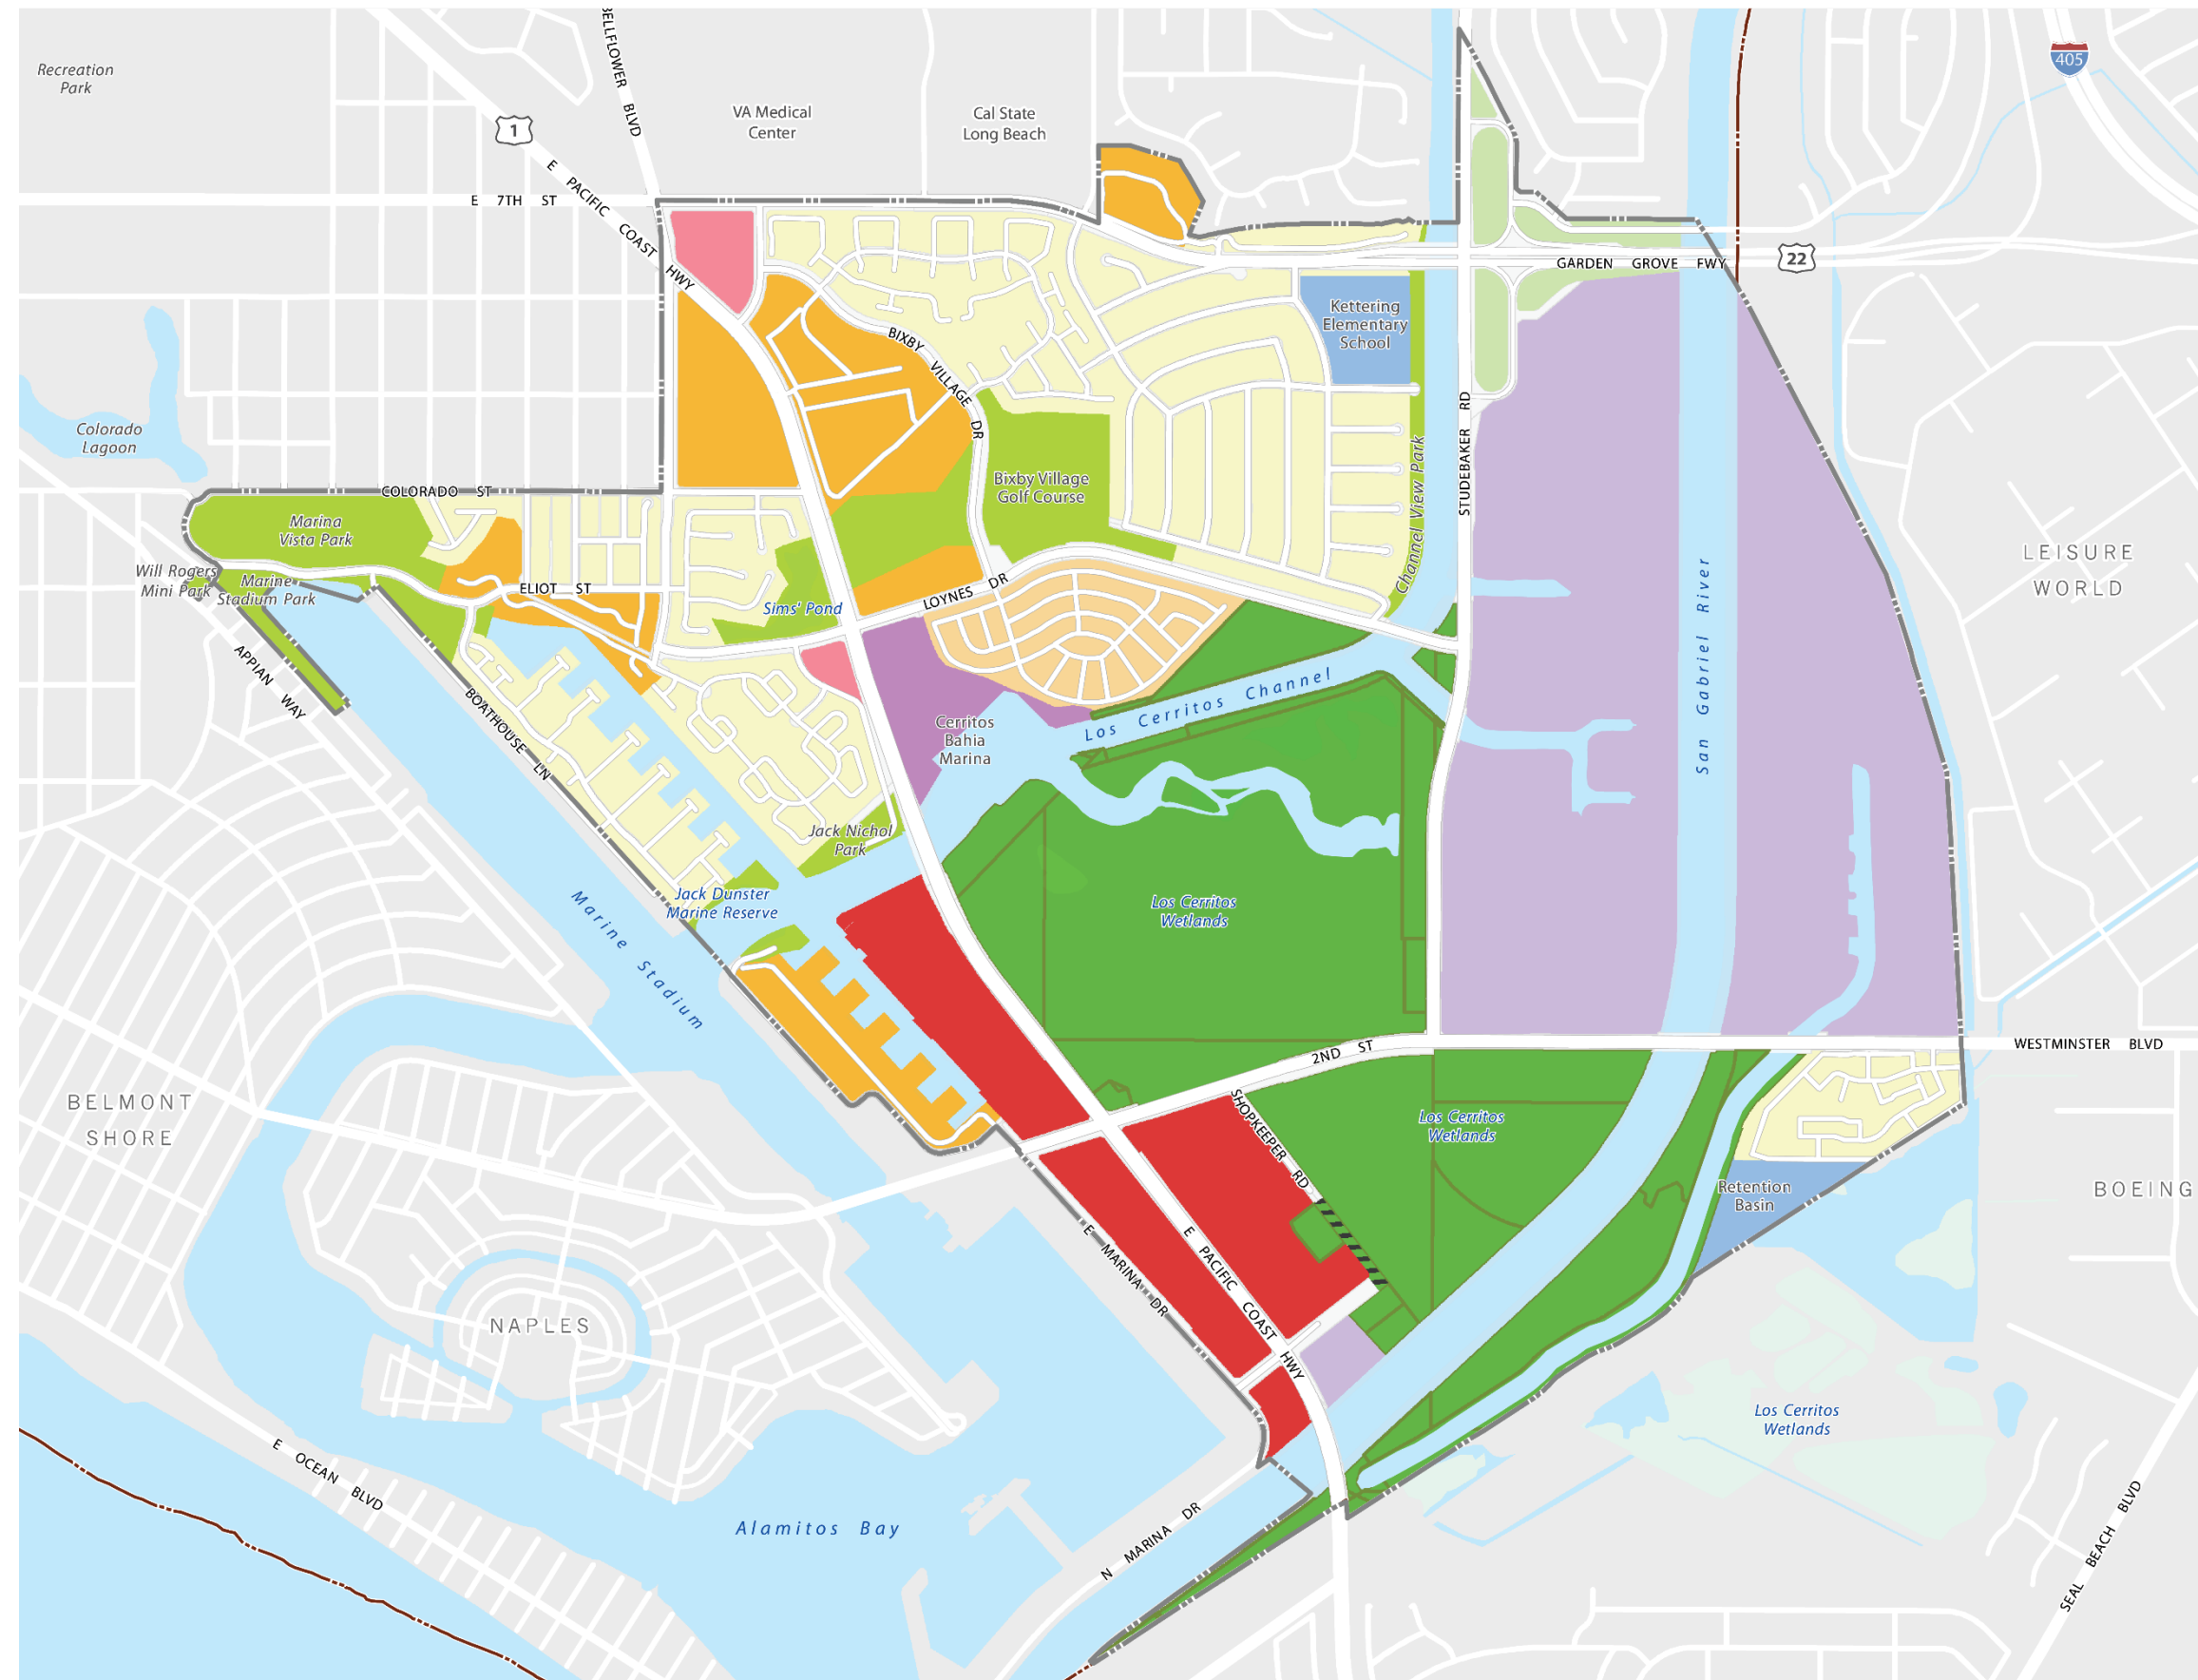 BELLFLOWER BLVD
405
Recreation
Park
1
VA Medical
Center
Cal State
Long Beach
E PACIFIC COAST HWY
E 7TH ST
GARDEN GROVE FWY
22
Kettering
Elementary
School
BIXBY VILLAGE DR
STUDEBAKER RD
Colorado
Lagoon
Channel View Park
Bixby Village
Golf Course
COLORADO ST
Marina
Vista Park
LEISURE
WORLD
Will Rogers
Mini Park
Marine
Stadium Park
ELIOT ST
LOYNES DR
Sims' Pond
San Gabriel River
APPIAN WAY
BOATHOUSE LN
Los Cerritos Channel
Cerritos
Bahia
Marina
Jack Nichol
Park
Jack Dunster
Marine Reserve
Los Cerritos
Wetlands
Marine Stadium
2ND ST
WESTMINSTER BLVD
BELMONT
SHORE
SHOPKEEPER RD
Los Cerritos
Wetlands
Retention
Basin
BOEING
E MARINA DR
E PACIFIC COAST HWY
NAPLES
Los Cerritos
Wetlands
E OCEAN BLVD
Alamitos Bay
N MARINA DR
SEAL BEACH BLVD